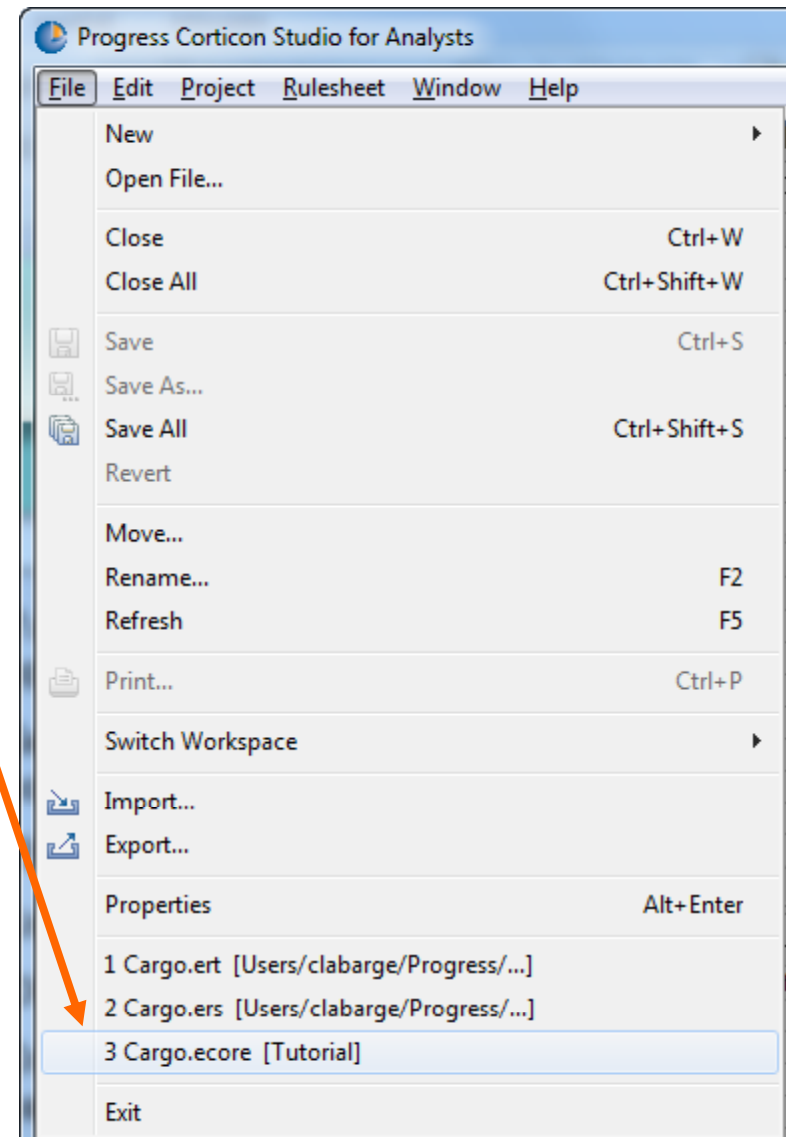 Progress Corticon Studio for Analysts
File Edit Project Rulesheet Window Help
New
Open File...
Close Ctrl+W
Close All Ctrl+Shift+W
Save Ctrl+S
Save As...
Save All Ctrl+Shift+S
Revert
Move...
Rename... F2
Refresh F5
Print... Ctrl+P
Switch Workspace
Import...
Export...
Properties Alt+Enter
1 Cargo.ert [Users/clabarge/Progress/...]
2 Cargo.ers [Users/clabarge/Progress/...]
3 Cargo.ecore [Tutorial]
Exit